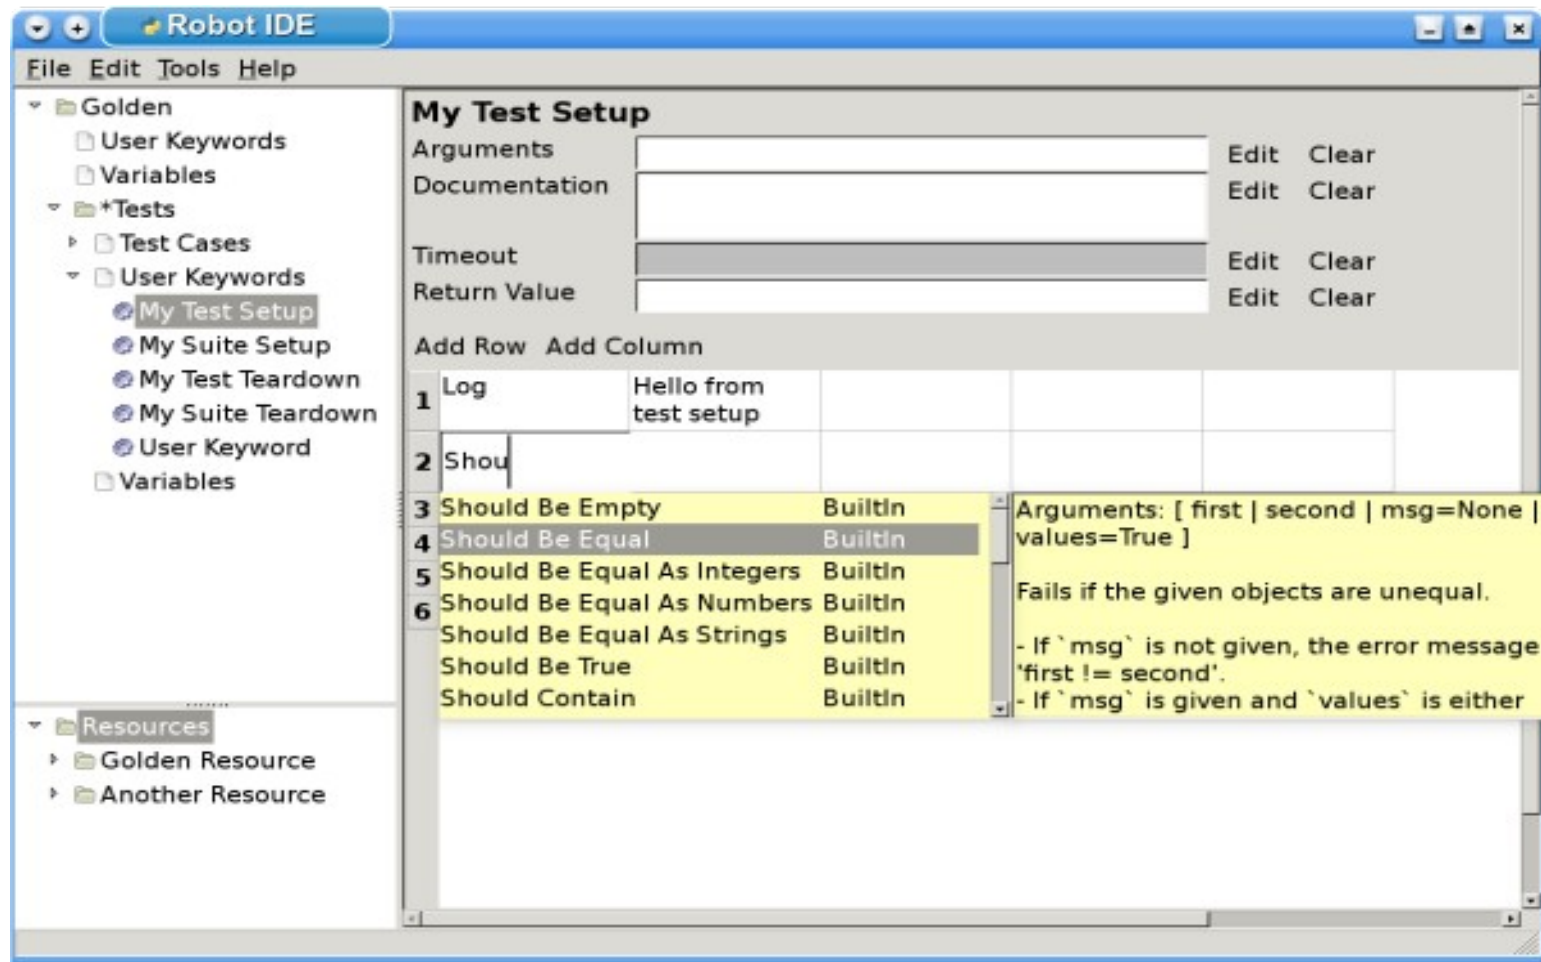 Robot IDE
File Edit Tools Help
Golden
User Keywords
Variables
*Tests
Test Cases
User Keywords
My Test Setup
My Suite Setup
My Test Teardown
My Suite Teardown
User Keyword
Variables
Resources
Golden Resource
Another Resource
My Test Setup
Arguments Edit Clear
Documentation Edit Clear
Timeout Edit Clear
Return Value Edit Clear
Add Row Add Column
1 Log Hello from
test setup
2 Shou
3 Should Be Empty BuiltIn
4 Should Be Equal BuiltIn
5 Should Be Equal As Integers BuiltIn
6 Should Be Equal As Numbers BuiltIn
Should Be Equal As Strings BuiltIn
Should Be True BuiltIn
Should Contain BuiltIn
Arguments: [ first | second | msg=None |
values=True ]
Fails if the given objects are unequal.
- If `msg` is not given, the error message
'first != second'.
- If `msg` is given and `values` is either